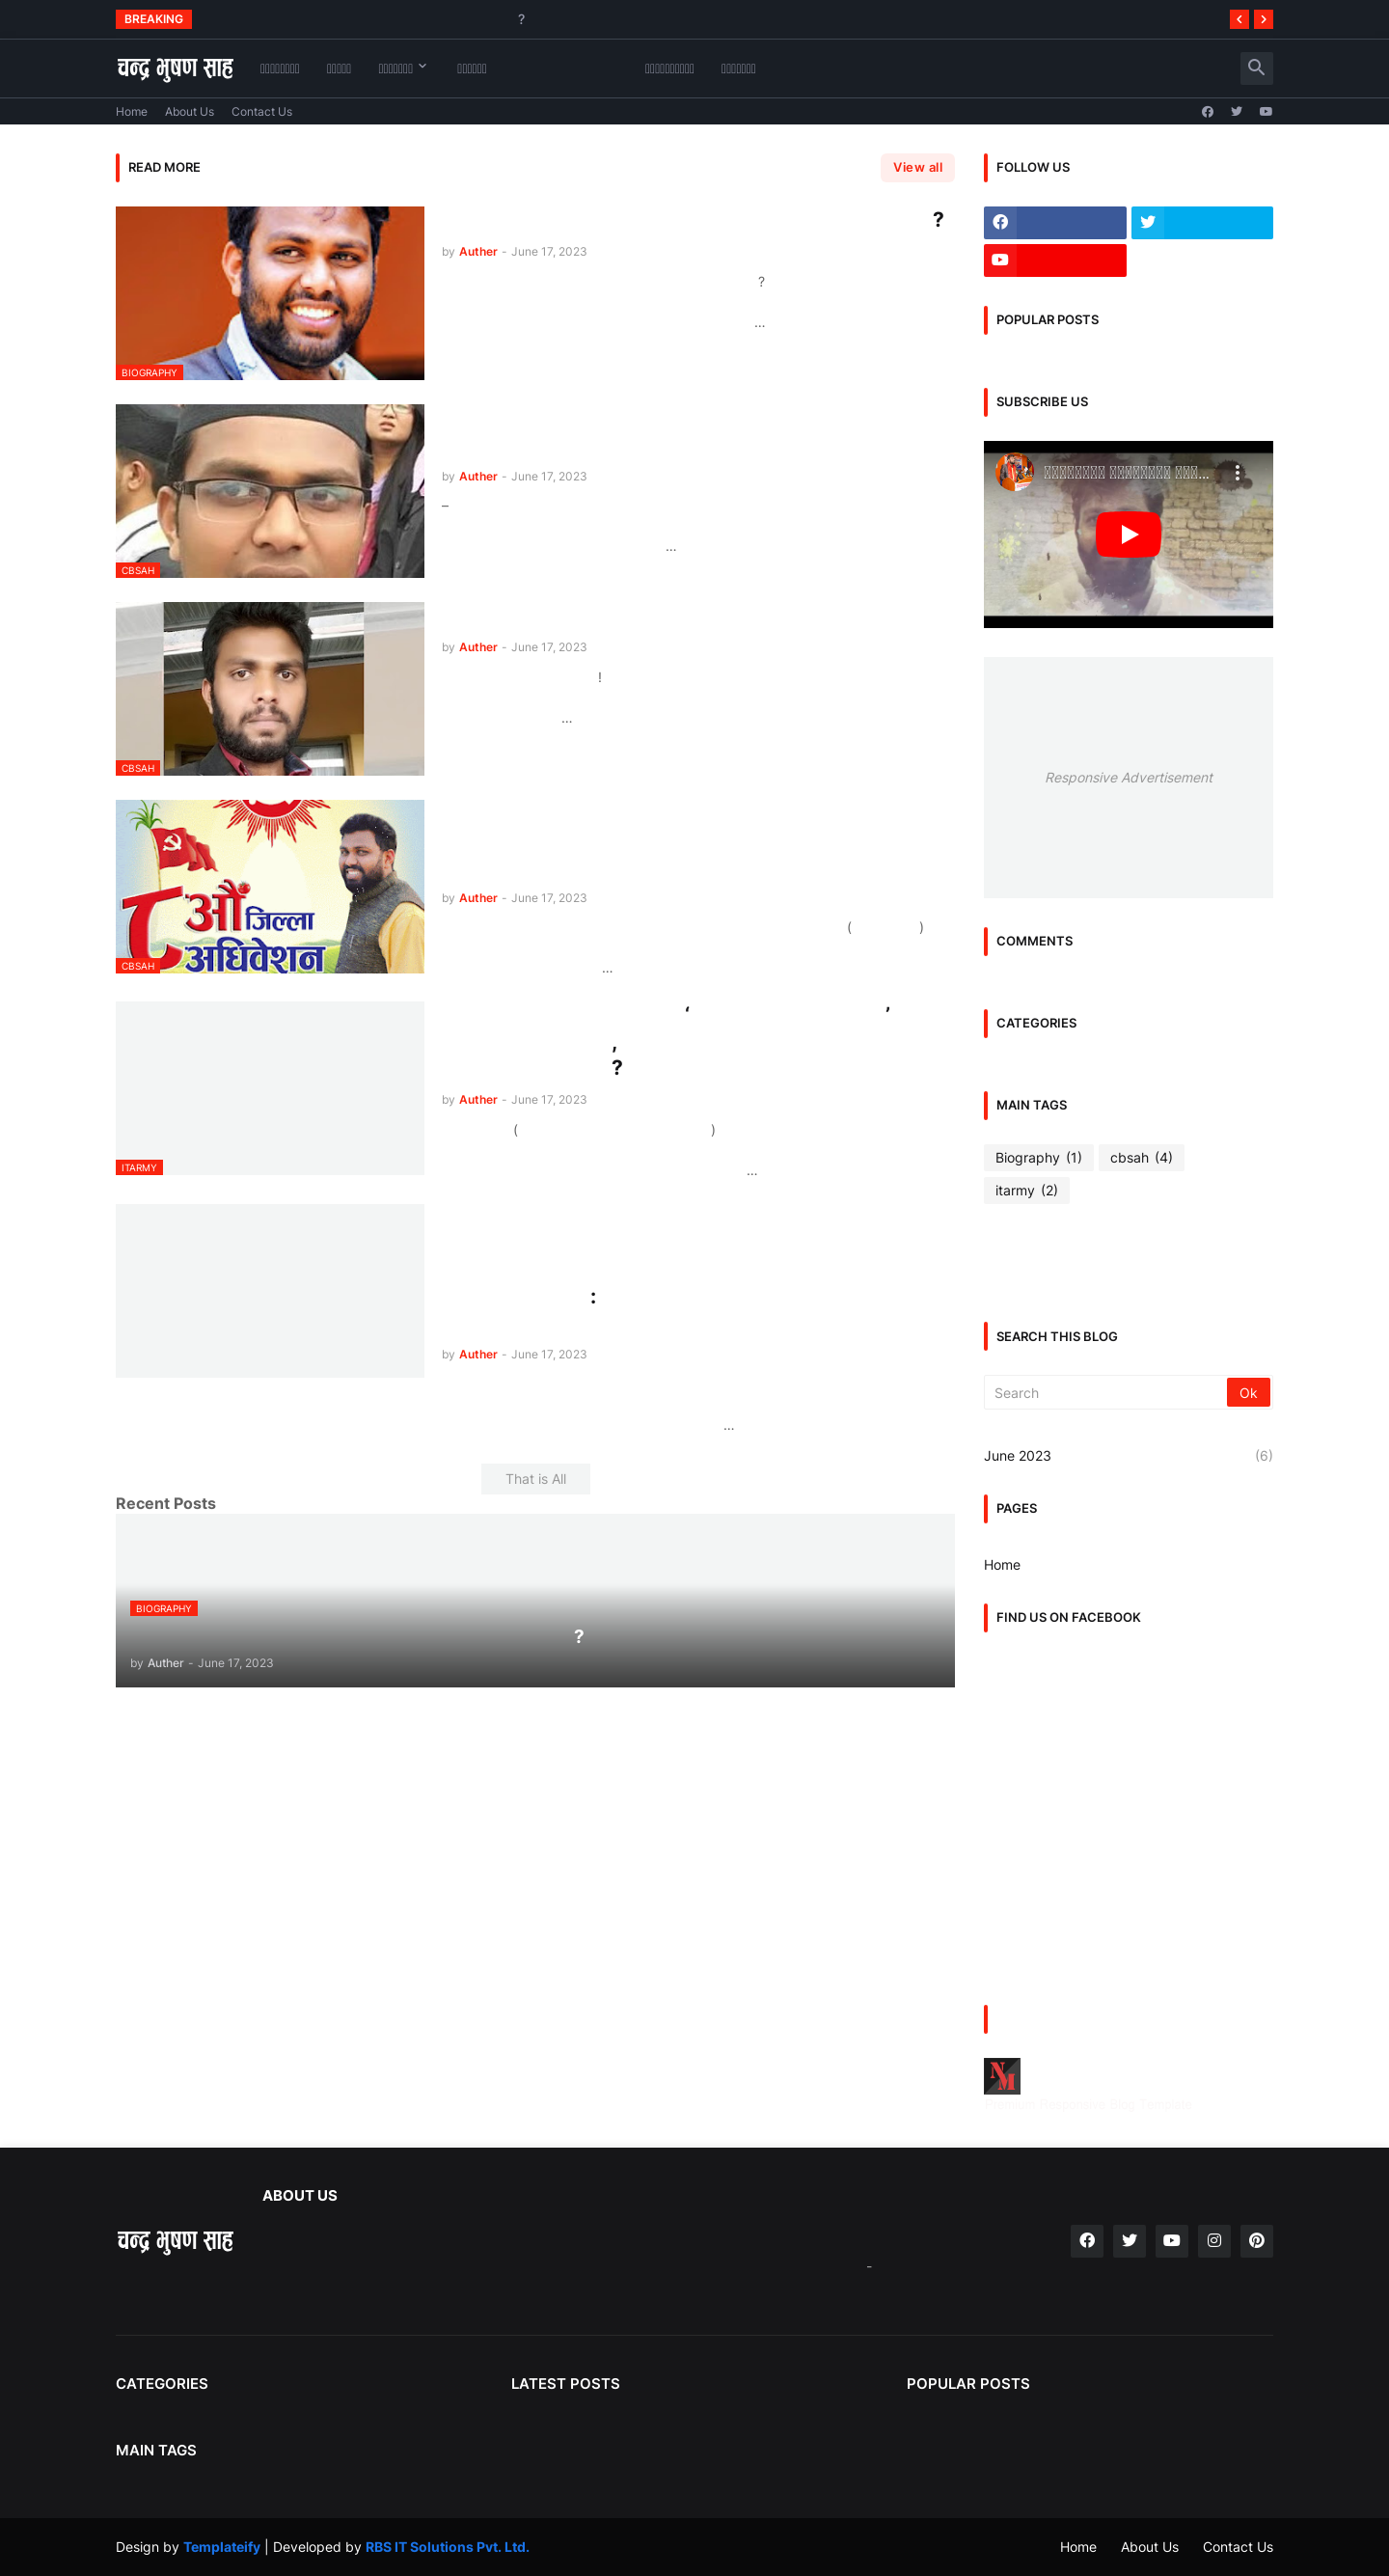 BREAKING
?
चन्द्र भुषण साह
Home About Us Contact Us
READ MORE
View all
?
by Auther - June 17, 2023
?
...
BIOGRAPHY
by Auther - June 17, 2023
–
...
CBSAH
by Auther - June 17, 2023
!
...
CBSAH
८औं जिल्ला
अधिवेशन
by Auther - June 17, 2023
( )
...
CBSAH
‘ ’
,
?
by Auther - June 17, 2023
( )
...
ITARMY
:
by Auther - June 17, 2023
...
That is All
Recent Posts
BIOGRAPHY
?
by Auther - June 17, 2023
FOLLOW US
POPULAR POSTS
SUBSCRIBE US
Responsive Advertisement
COMMENTS
CATEGORIES
MAIN TAGS
Biography (1) cbsah (4)
itarmy (2)
SEARCH THIS BLOG
Search Ok
June 2023 (6)
PAGES
Home
FIND US ON FACEBOOK
NM
ABOUT US
चन्द्र भुषण साह
–
CATEGORIES
LATEST POSTS
POPULAR POSTS
MAIN TAGS
Design by Templateify | Developed by RBS IT Solutions Pvt. Ltd.
Home About Us Contact Us